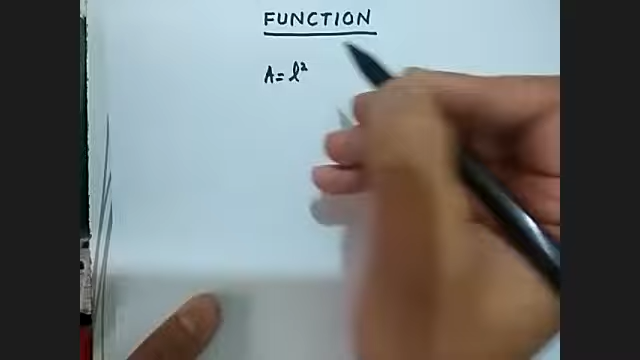 FUNCTION
A = l²